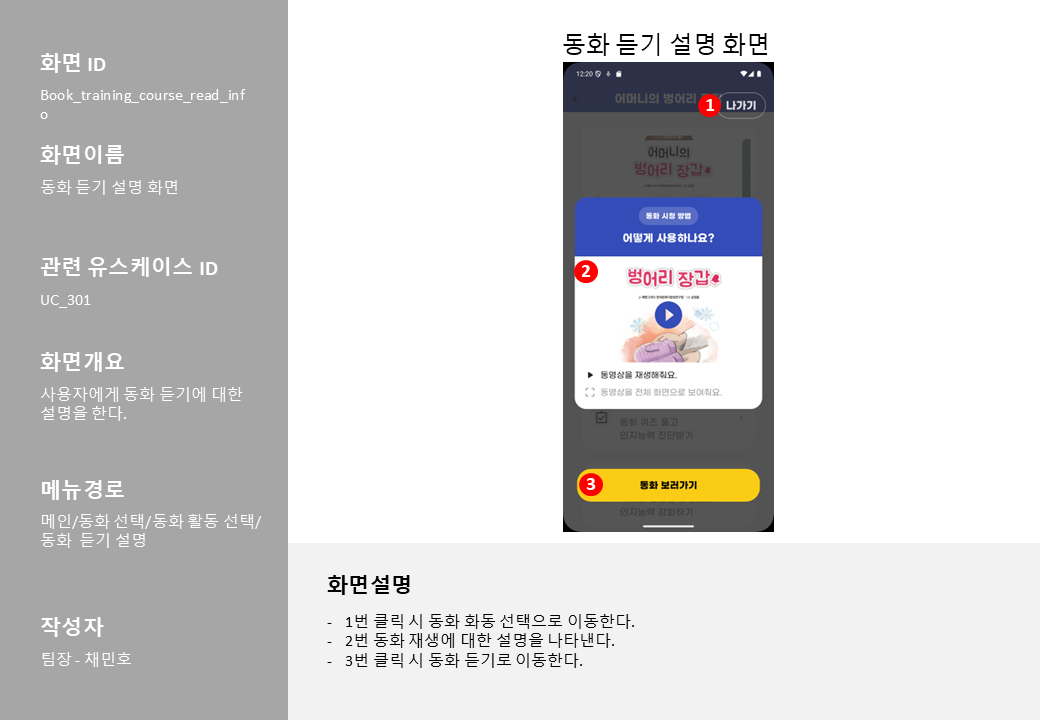 화면 ID
Book_training_course_read_inf
o
화면이름
동화 듣기 설명 화면
관련 유스케이스 ID
UC_301
화면개요
사용자에게 동화 듣기에 대한
설명을 한다.
메뉴경로
메인/동화 선택/동화 활동 선택/
동화 듣기 설명
작성자
팀장 - 채민호
동화 듣기 설명 화면
12:20
어머니의 벙어리
1 나가기
어머니의
벙어리 장갑
동화 시청 방법
어떻게 사용하나요?
2
벙어리 장갑
동영상을 재생해줘요.
동영상을 전체 화면으로 보여줘요.
동화 퀴즈 풀고
인지능력 진단받기
3 동화 보러가기
인지능력 강화하기
화면설명
- 1번 클릭 시 동화 화동 선택으로 이동한다.
- 2번 동화 재생에 대한 설명을 나타낸다.
- 3번 클릭 시 동화 듣기로 이동한다.